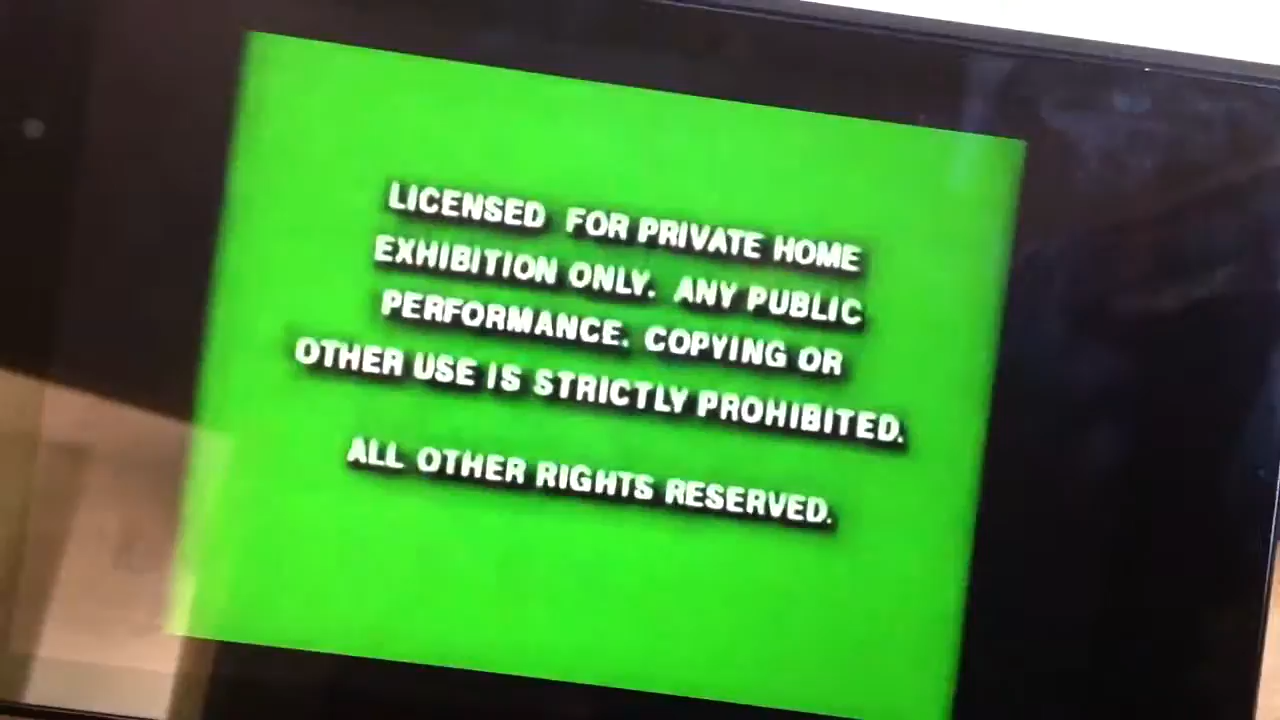 LICENSED FOR PRIVATE HOME
EXHIBITION ONLY. ANY PUBLIC
PERFORMANCE. COPYING OR
OTHER USE IS STRICTLY PROHIBITED.
ALL OTHER RIGHTS RESERVED.